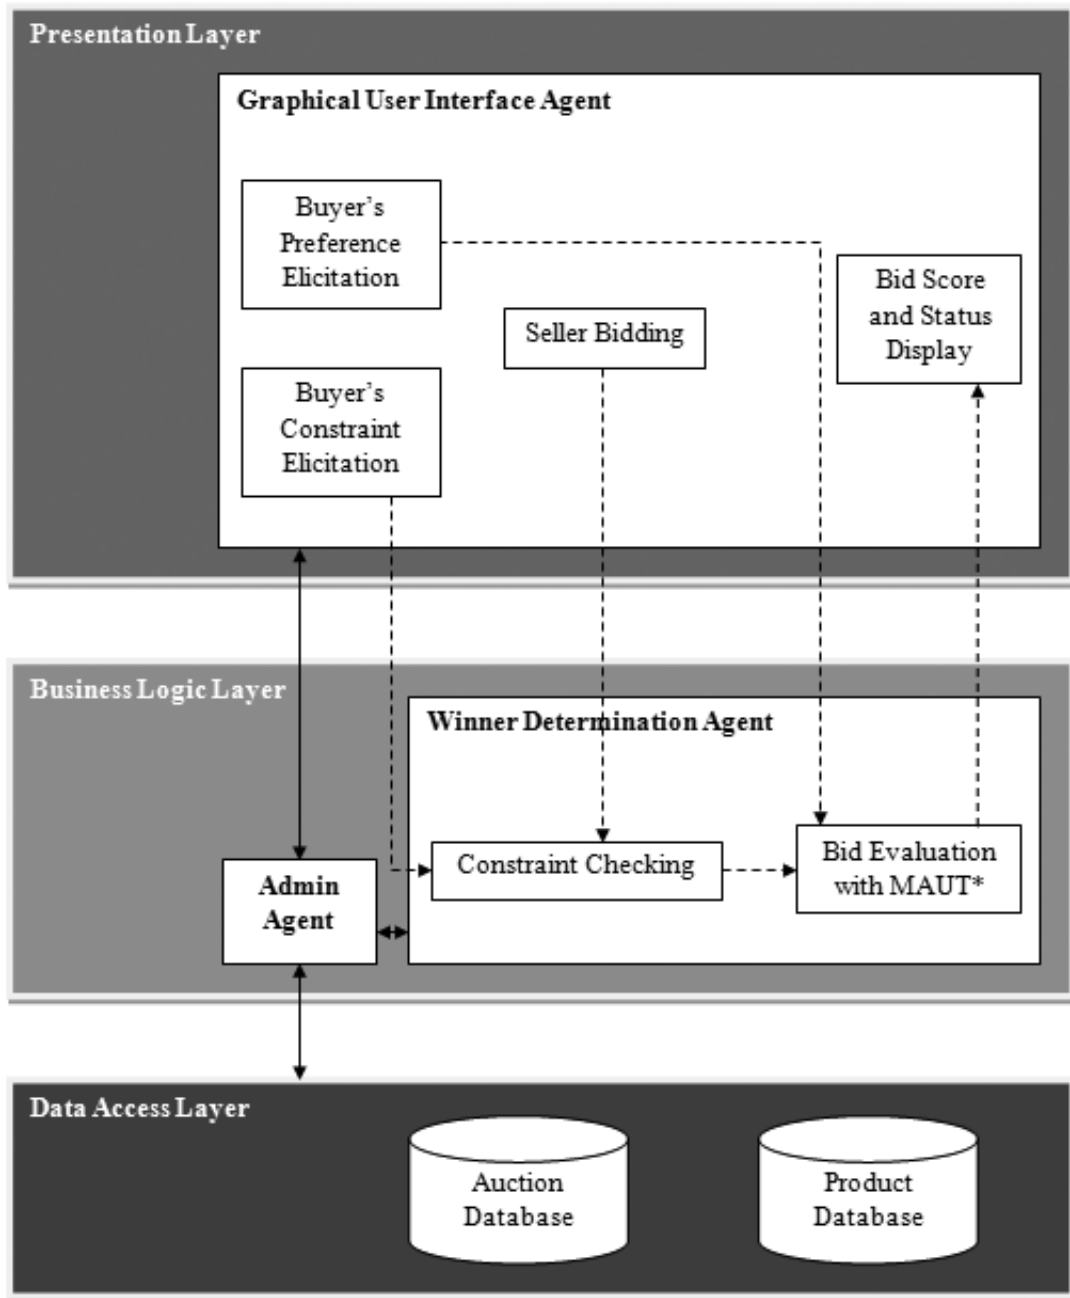 Presentation Layer
Graphical User Interface Agent
Buyer’s
Preference
Elicitation
Bid Score
and Status
Display
Seller Bidding
Buyer’s
Constraint
Elicitation
Business Logic Layer
Winner Determination Agent
Constraint Checking
Bid Evaluation
with MAUT*
Admin
Agent
Data Access Layer
Auction
Database
Product
Database